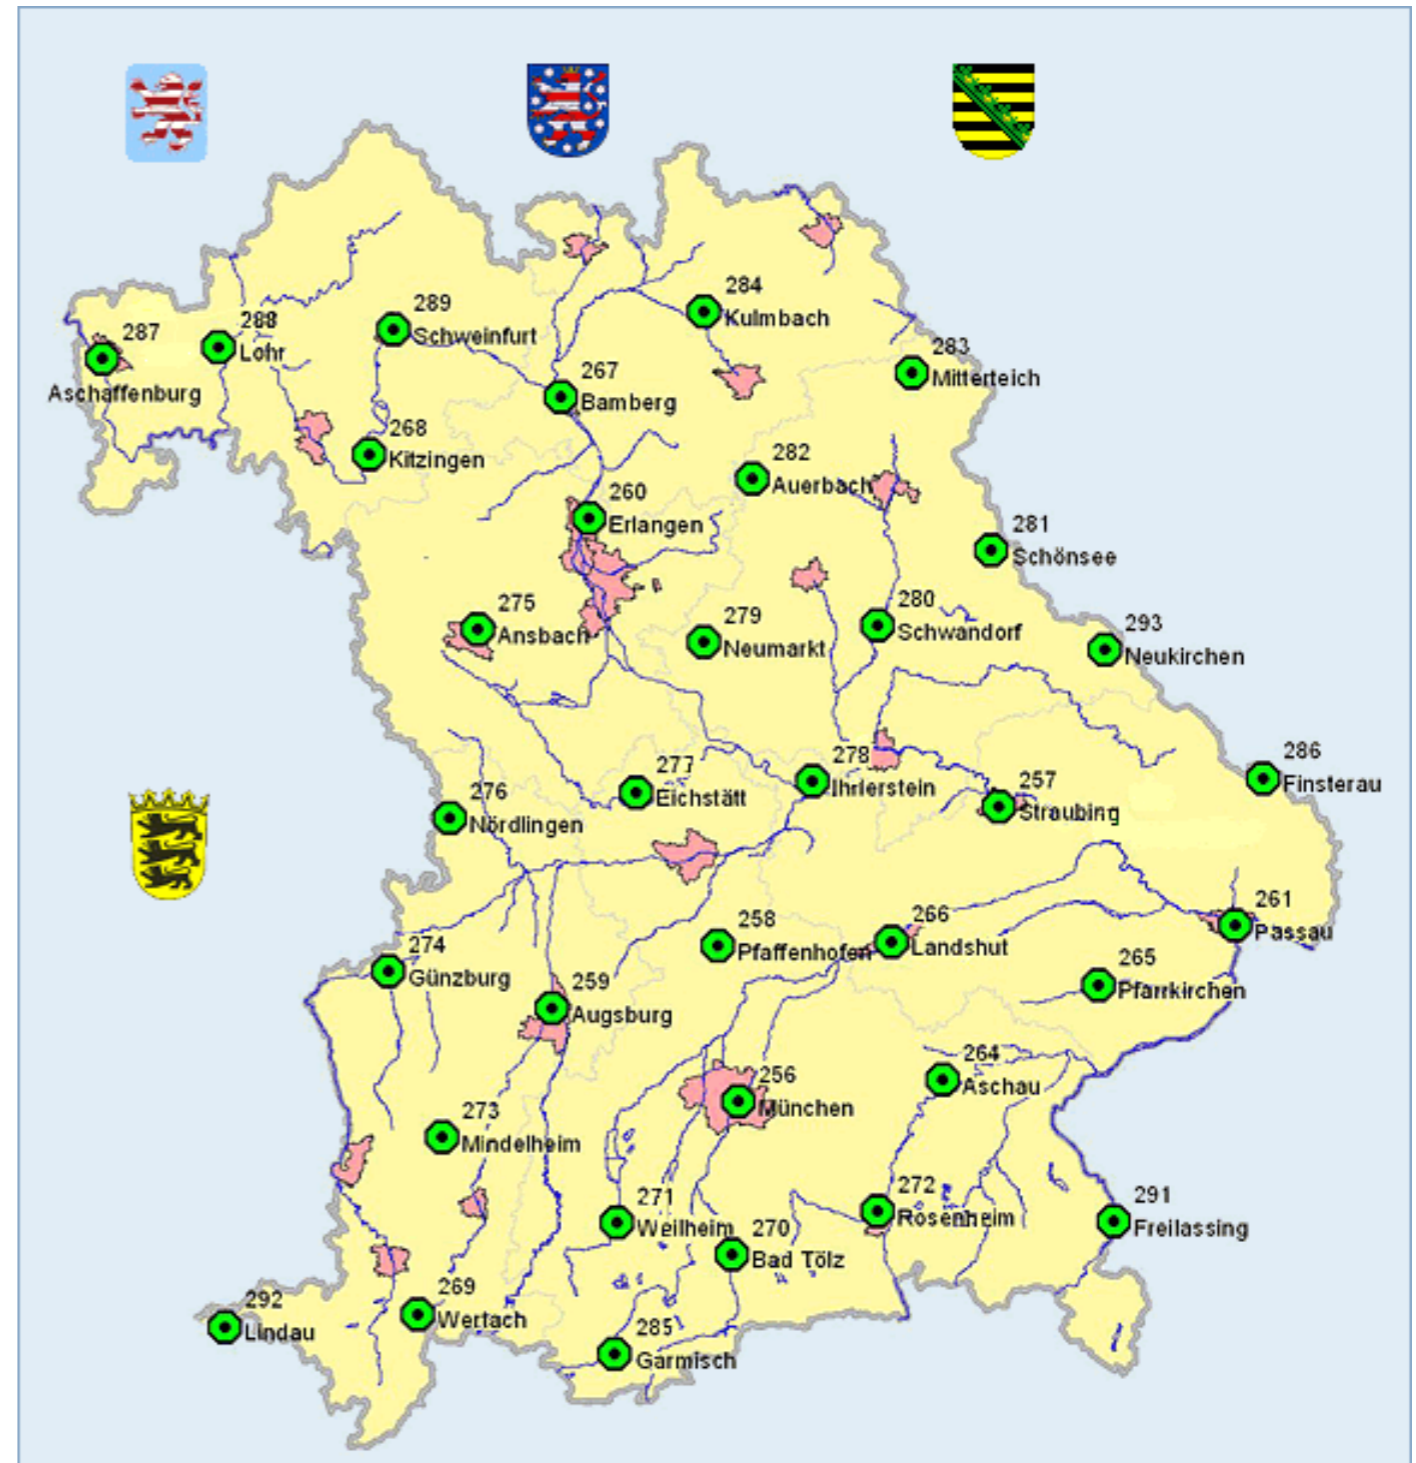 284
Kulmbach
289
Schweinfurt
288
Lohr
287
Aschaffenburg
283
Mitterteich
267
Bamberg
268
Kitzingen
282
Auerbach
260
Erlangen
281
Schönsee
275
Ansbach
279
Neumarkt
280
Schwandorf
293
Neukirchen
277
Eichstätt
278
Ihrlerstein
286
Finsterau
276
Nördlingen
257
Straubing
261
Passau
258
Pfaffenhofen
266
Landshut
274
Günzburg
265
Pfarrkirchen
259
Augsburg
264
Aschau
256
München
273
Mindelheim
271
Weilheim
272
Rosenheim
291
Freilassing
270
Bad Tölz
269
Wertach
292
Lindau
285
Garmisch